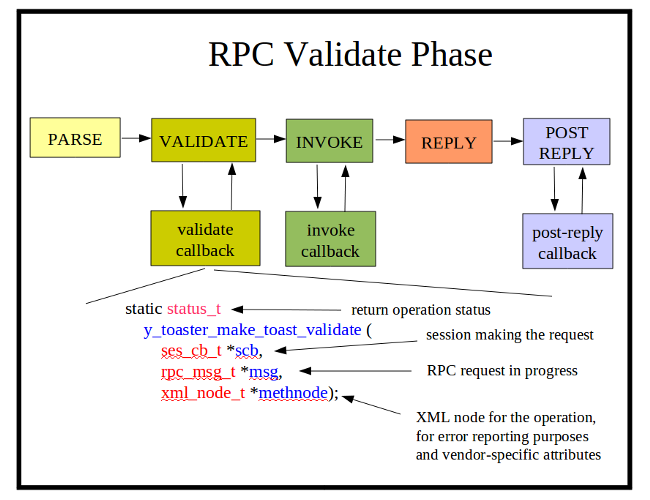 RPC Validate Phase
PARSE
VALIDATE
INVOKE
REPLY
POST
REPLY
validate
callback
invoke
callback
post-reply
callback
static status_t
return operation status
y_toaster_make_toast_validate (
session making the request
ses_cb_t *scb,
rpc_msg_t *msg,
RPC request in progress
xml_node_t *methnode);
XML node for the operation,
for error reporting purposes
and vendor-specific attributes